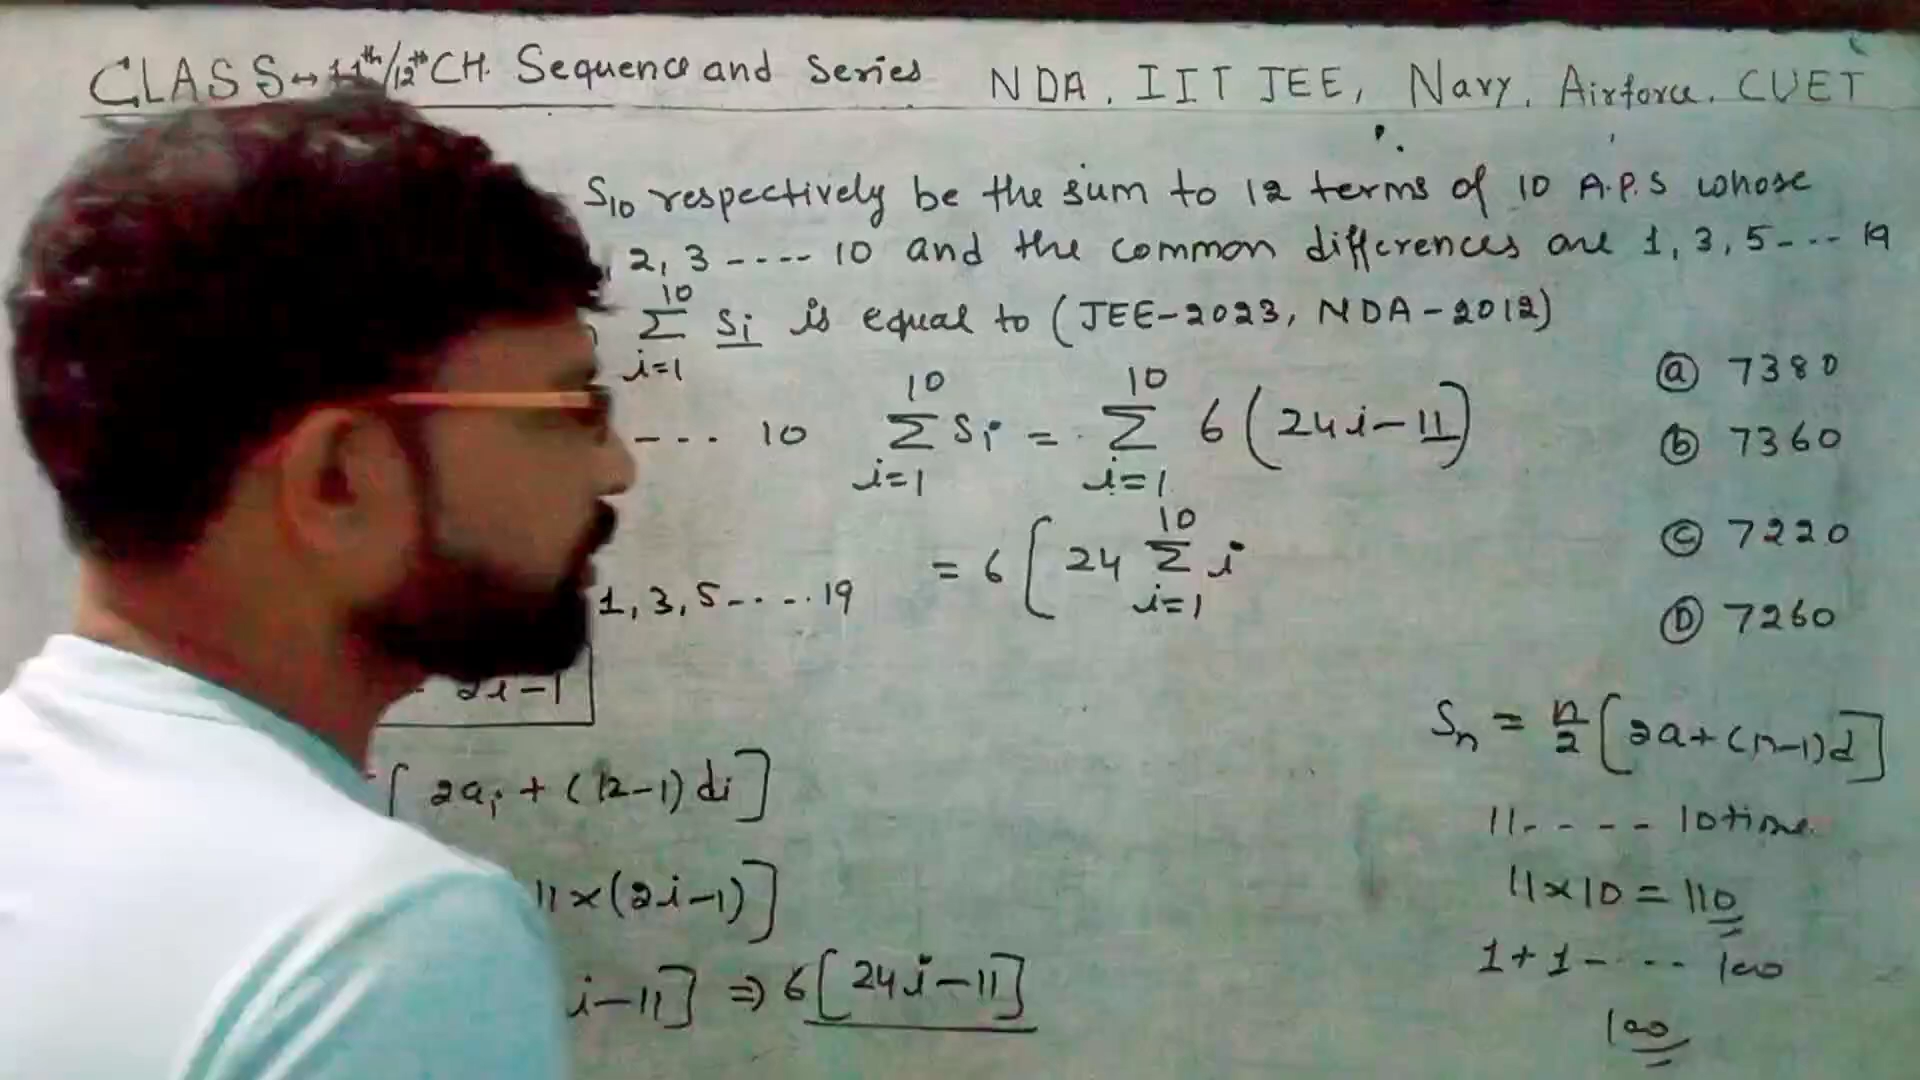 CLASS→11th/12th CH. Sequence and Series NDA, IIT JEE, Navy, Airforce, CUET
S10 respectively be the sum to 12 terms of 10 A.P.S whose
, 2, 3 ---- 10 and the common differences are 1, 3, 5---- 19
10
Σ Si is equal to (JEE-2023, NDA-2012)
i=1
ⓐ 7380
--- 10
10 10
Σ Si = Σ 6 (24i-11)
i=1 i=1
ⓑ 7360
10
= 6 [ 24 Σ i
i=1
ⓒ 7220
1, 3, 5---- 19
Ⓓ 7260
2i-1
Sn = n/2 [2a+(n-1)d]
[ 2ai + (12-1) di ]
11---- 10 time
11×(2i-1)]
11×10 = 110
1+1---- 100
i-11] ⇒ 6[24i-11]
100